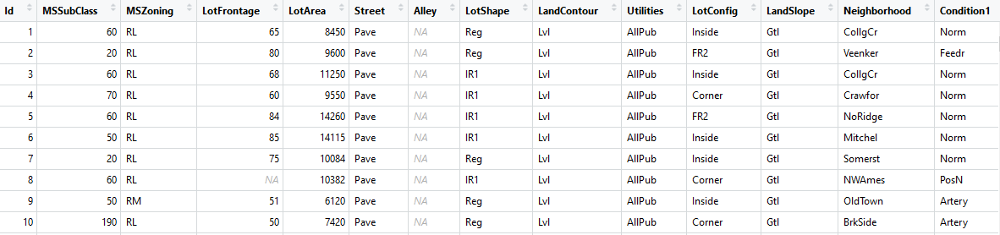 Id MSSubClass MSZoning LotFrontage LotArea Street Alley LotShape LandContour Utilities LotConfig LandSlope Neighborhood Condition1
1 60 RL 65 8450 Pave NA Reg Lvl AllPub Inside Gtl CollgCr Norm
2 20 RL 80 9600 Pave NA Reg Lvl AllPub FR2 Gtl Veenker Feedr
3 60 RL 68 11250 Pave NA IR1 Lvl AllPub Inside Gtl CollgCr Norm
4 70 RL 60 9550 Pave NA IR1 Lvl AllPub Corner Gtl Crawfor Norm
5 60 RL 84 14260 Pave NA IR1 Lvl AllPub FR2 Gtl NoRidge Norm
6 50 RL 85 14115 Pave NA IR1 Lvl AllPub Inside Gtl Mitchel Norm
7 20 RL 75 10084 Pave NA Reg Lvl AllPub Inside Gtl Somerst Norm
8 60 RL NA 10382 Pave NA IR1 Lvl AllPub Corner Gtl NWAmes PosN
9 50 RM 51 6120 Pave NA Reg Lvl AllPub Inside Gtl OldTown Artery
10 190 RL 50 7420 Pave NA Reg Lvl AllPub Corner Gtl BrkSide Artery